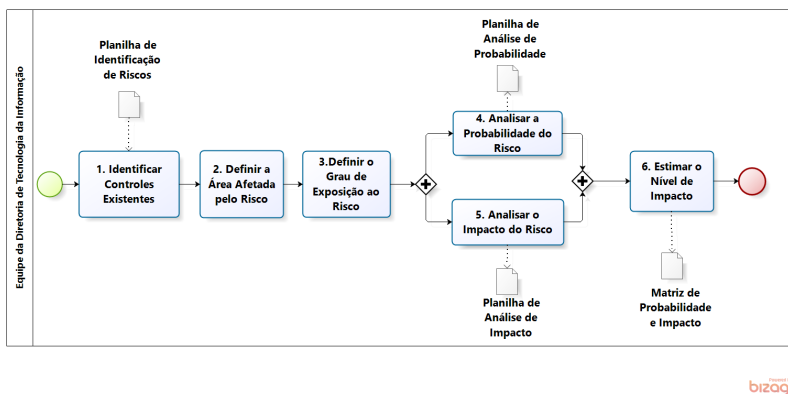 Equipe da Diretoria de Tecnologia da Informação
Planilha de
Identificação
de Riscos
1. Identificar
Controles
Existentes
2. Definir a
Área Afetada
pelo Risco
3.Definir o
Grau de
Exposição ao
Risco
Planilha de
Análise de
Probabilidade
4. Analisar a
Probabilidade do
Risco
5. Analisar o
Impacto do Risco
Planilha de
Análise de
Impacto
6. Estimar o
Nível de
Impacto
Matriz de
Probabilidade
e Impacto